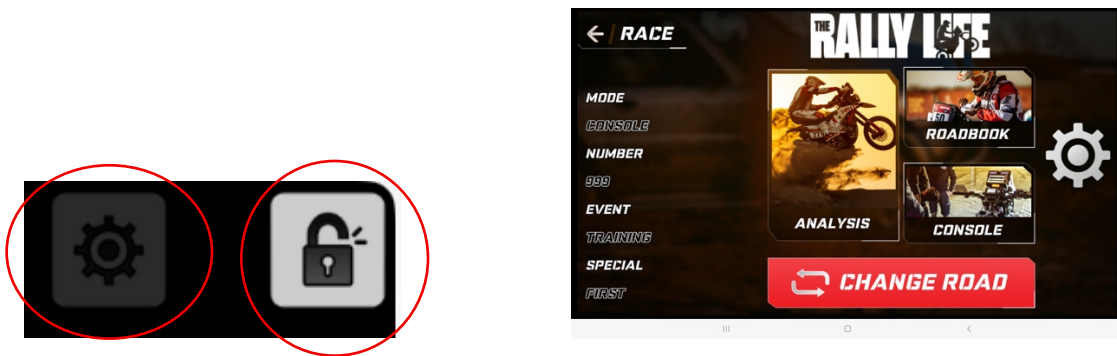 RACE
THE
RALLY LIFE
MODE
CONSOLE
NUMBER
999
EVENT
TRAINING
SPECIAL
FIRST
ANALYSIS
ROADBOOK
CONSOLE
CHANGE ROAD